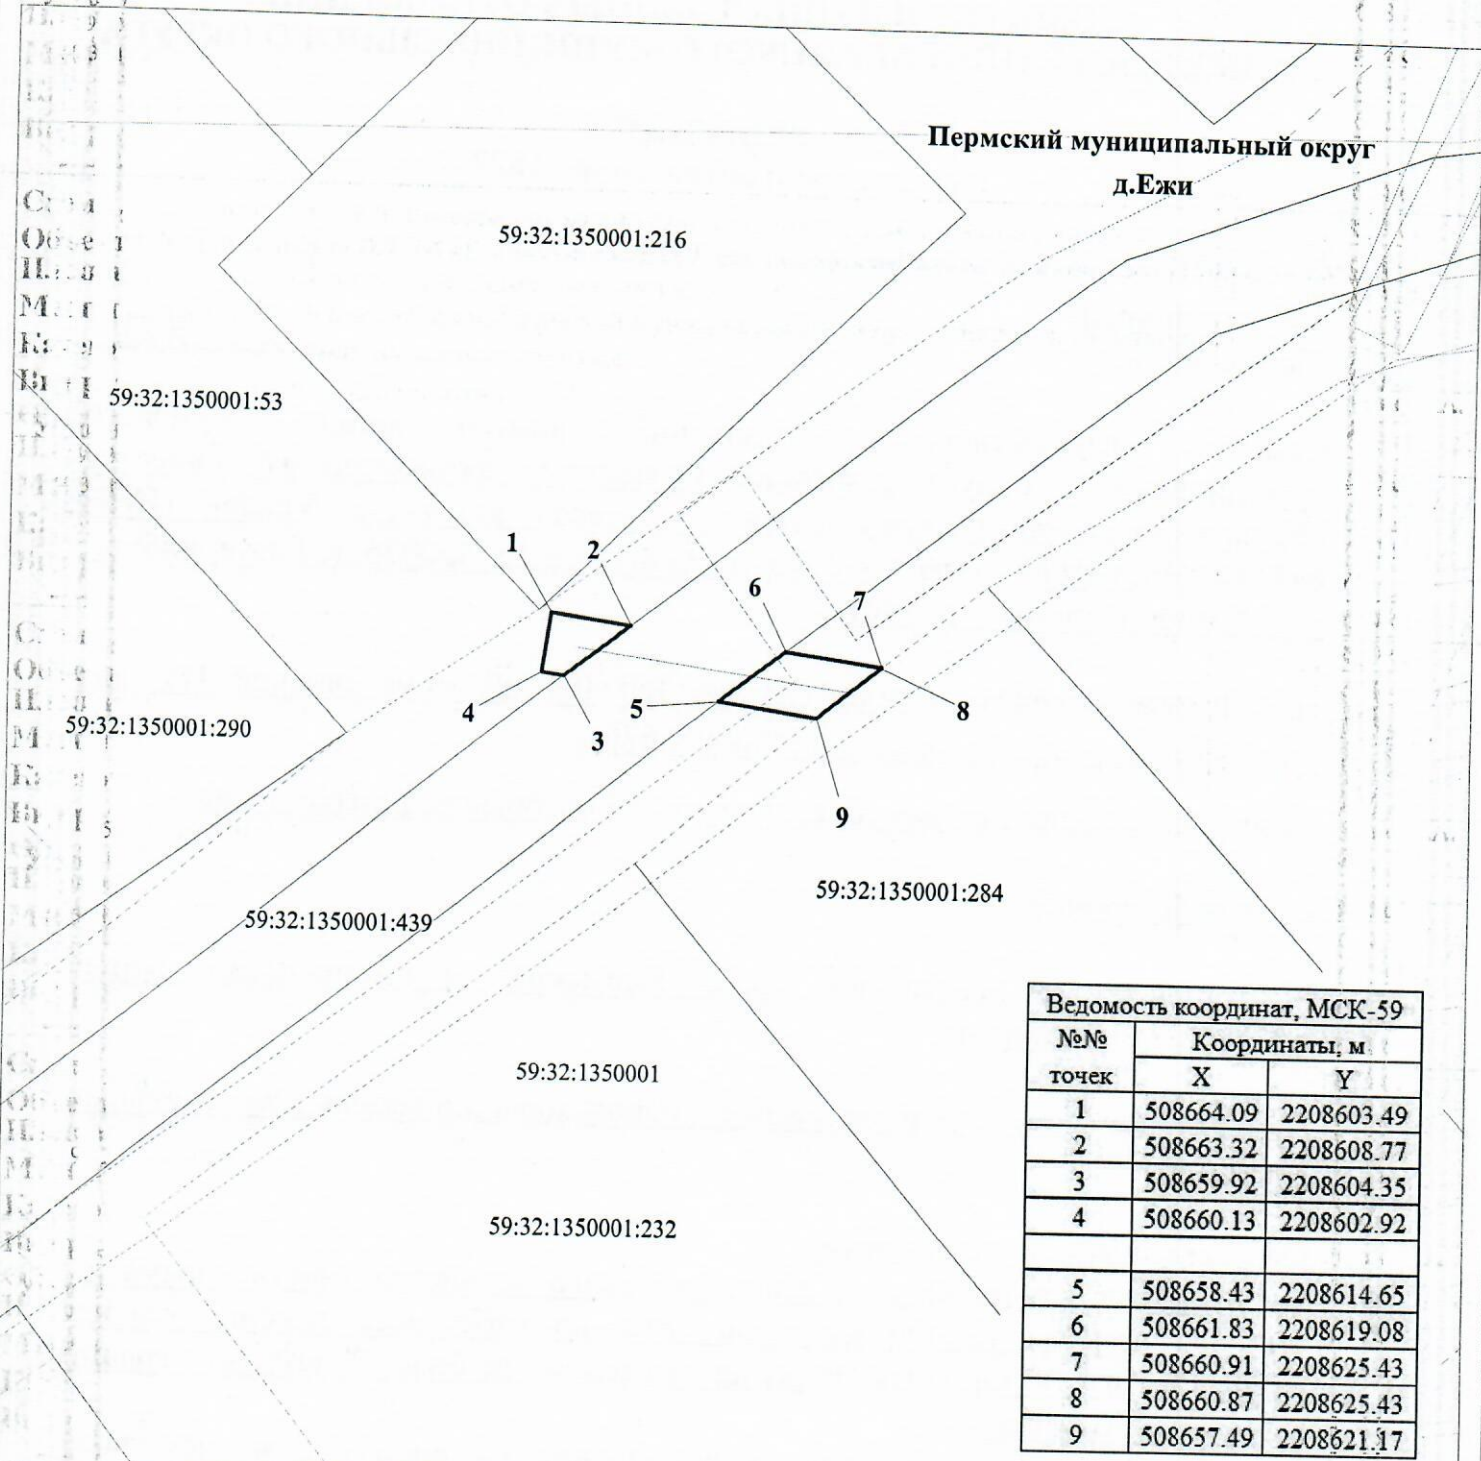 Пермский муниципальный округ
д.Ежи
59:32:1350001:216
59:32:1350001:53
1
2
6
7
4
5
3
8
59:32:1350001:290
9
59:32:1350001:284
59:32:1350001:439
59:32:1350001
59:32:1350001:232
Ведомость координат, МСК-59
№№ точек Координаты, м
X Y
1 508664.09 2208603.49
2 508663.32 2208608.77
3 508659.92 2208604.35
4 508660.13 2208602.92
5 508658.43 2208614.65
6 508661.83 2208619.08
7 508660.91 2208625.43
8 508660.87 2208625.43
9 508657.49 2208621.17